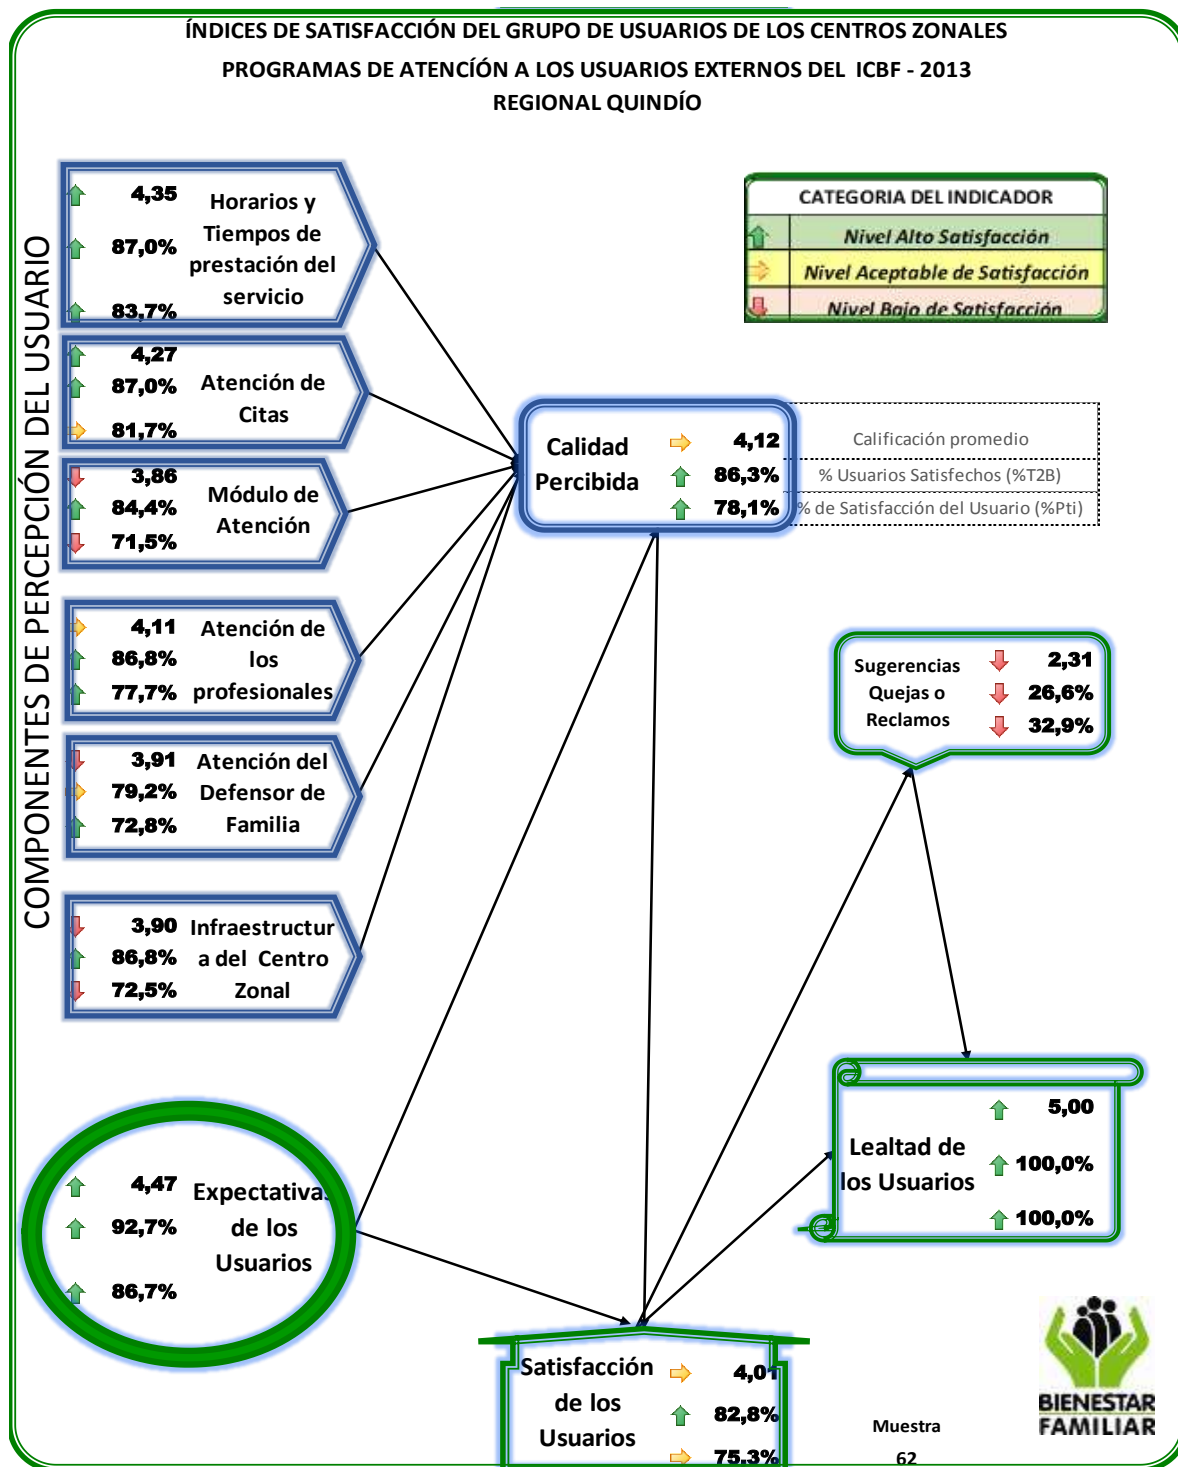 ÍNDICES DE SATISFACCIÓN DEL GRUPO DE USUARIOS DE LOS CENTROS ZONALES
PROGRAMAS DE ATENCÍÓN A LOS USUARIOS EXTERNOS DEL ICBF - 2013
REGIONAL QUINDÍO
COMPONENTES DE PERCEPCIÓN DEL USUARIO
4,35
87,0%
83,7%
Horarios y
Tiempos de
prestación del
servicio
CATEGORIA DEL INDICADOR
Nivel Alto Satisfacción
Nivel Aceptable de Satisfacción
Nivel Bajo de Satisfacción
4,27
87,0%
81,7%
Atención de
Citas
3,86
84,4%
71,5%
Módulo de
Atención
Calidad
Percibida
4,12
86,3%
78,1%
Calificación promedio
% Usuarios Satisfechos (%T2B)
% de Satisfacción del Usuario (%Pti)
4,11
86,8%
77,7%
Atención de
los
profesionales
Sugerencias
Quejas o
Reclamos
2,31
26,6%
32,9%
3,91
79,2%
72,8%
Atención del
Defensor de
Familia
3,90
86,8%
72,5%
Infraestructur
a del Centro
Zonal
Lealtad de
los Usuarios
5,00
100,0%
100,0%
4,47
92,7%
86,7%
Expectativas
de los
Usuarios
Satisfacción
de los
Usuarios
4,01
82,8%
75,3%
Muestra
62
BIENESTAR
FAMILIAR